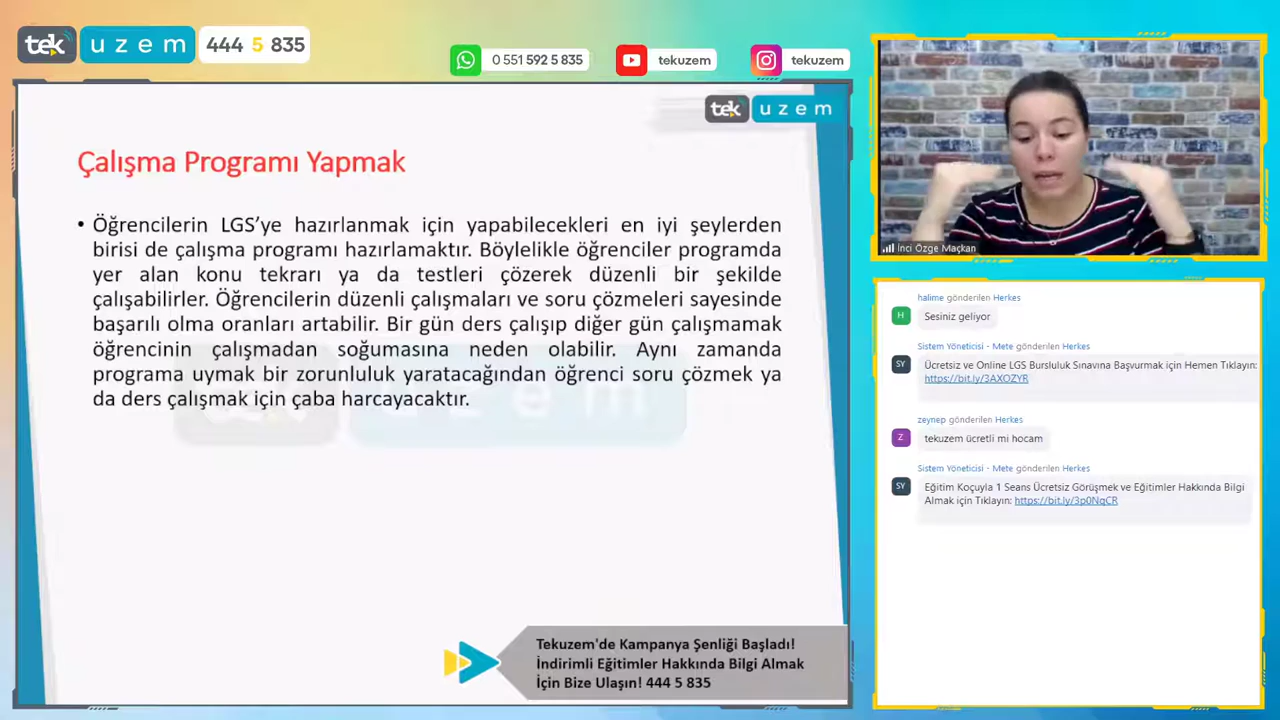 tek uzem 444 5 835
0 551 592 5 835
tekuzem
tekuzem
tek uzem
Çalışma Programı Yapmak
• Öğrencilerin LGS’ye hazırlanmak için yapabilecekleri en iyi şeylerden
birisi de çalışma programı hazırlamaktır. Böylelikle öğrenciler programda
yer alan konu tekrarı ya da testleri çözerek düzenli bir şekilde
çalışabilirler. Öğrencilerin düzenli çalışmaları ve soru çözmeleri sayesinde
başarılı olma oranları artabilir. Bir gün ders çalışıp diğer gün çalışmamak
öğrencinin çalışmadan soğumasına neden olabilir. Aynı zamanda
programa uymak bir zorunluluk yaratacağından öğrenci soru çözmek ya
da ders çalışmak için çaba harcayacaktır.
tek uzem
Tekuzem'de Kampanya Şenliği Başladı!
İndirimli Eğitimler Hakkında Bilgi Almak
İçin Bize Ulaşın! 444 5 835
İnci Özge Maçkan
halime gönderilen Herkes
H
Sesiniz geliyor
Sistem Yöneticisi - Mete gönderilen Herkes
SY
Ücretsiz ve Online LGS Bursluluk Sınavına Başvurmak için Hemen Tıklayın:
https://bit.ly/3AXOZYR
zeynep gönderilen Herkes
Z
tekuzem ücretli mi hocam
Sistem Yöneticisi - Mete gönderilen Herkes
SY
Eğitim Koçuyla 1 Seans Ücretsiz Görüşmek ve Eğitimler Hakkında Bilgi
Almak için Tıklayın: https://bit.ly/3p0NqCR